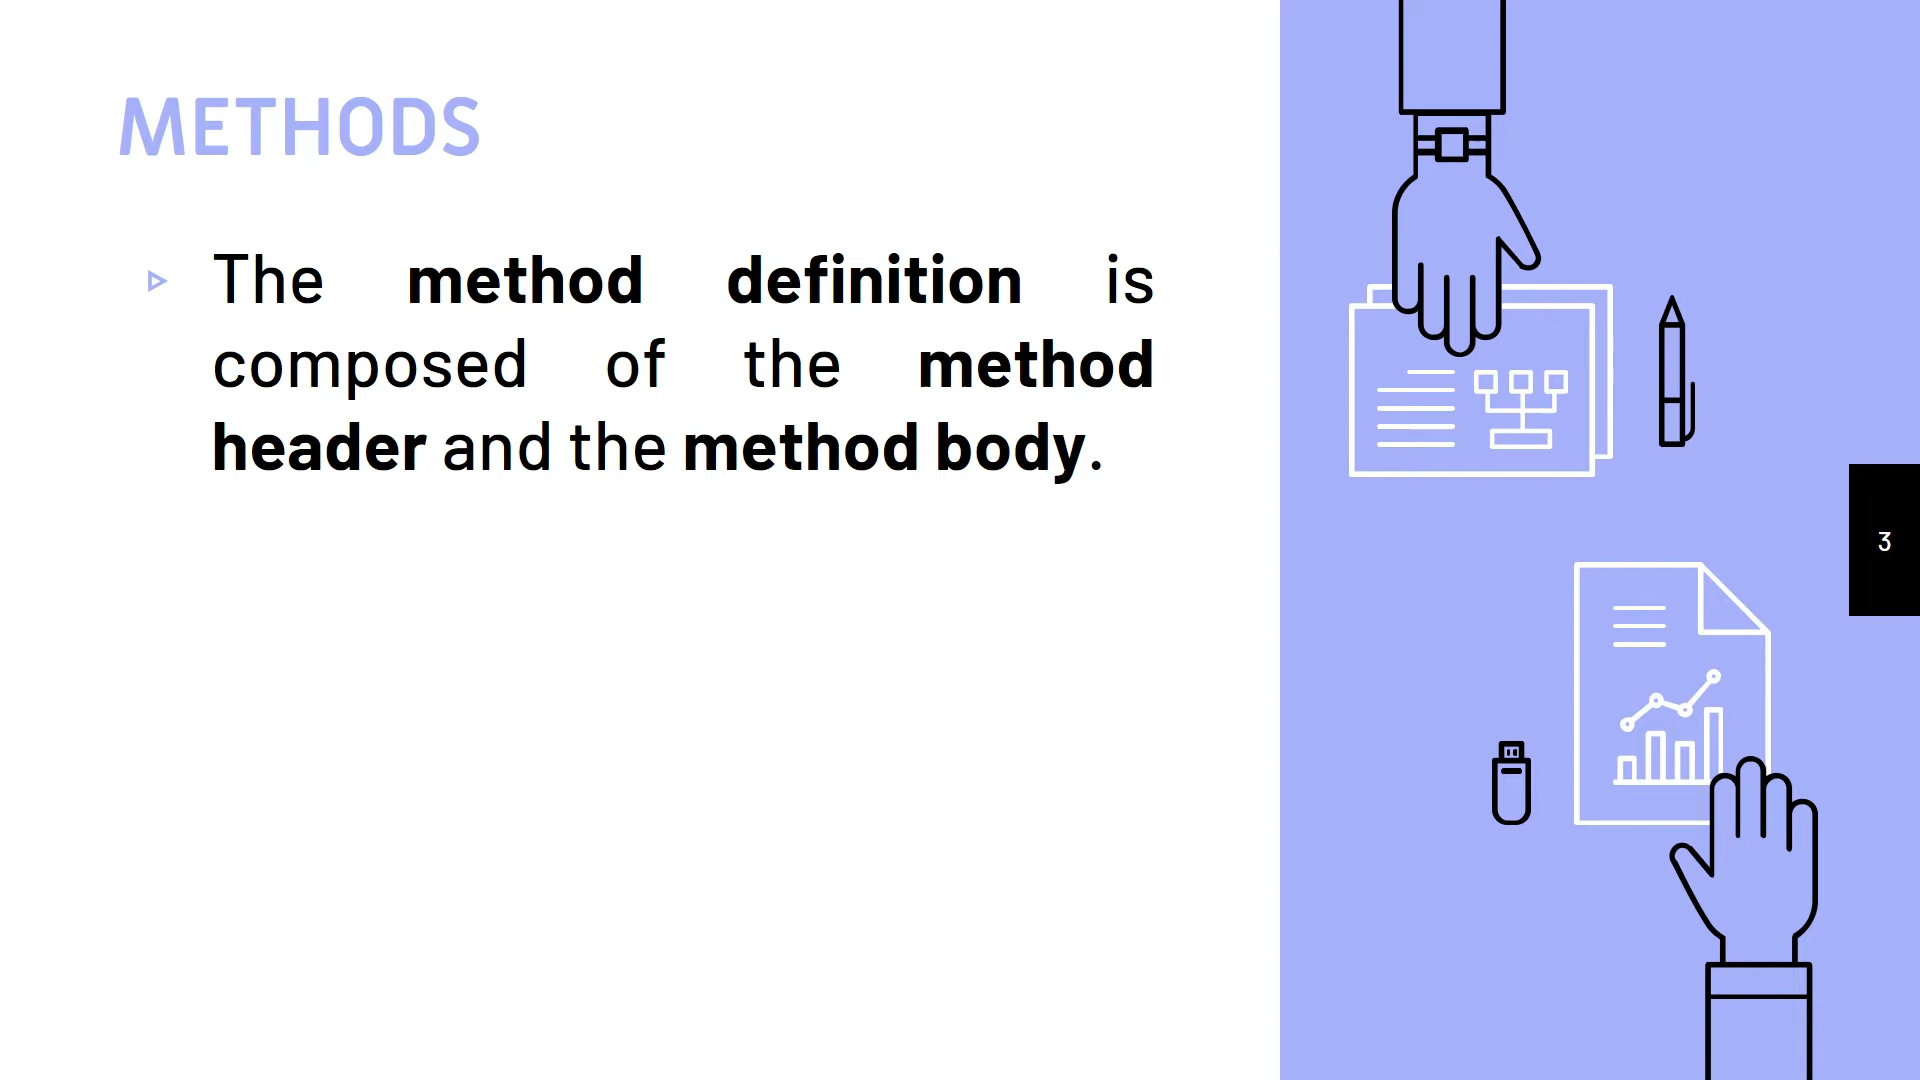 METHODS
The method definition is
composed of the method
header and the method body.
3